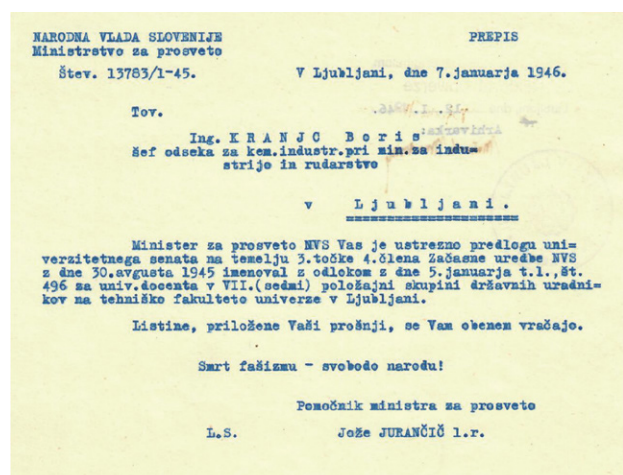 NARODNA VLADA SLOVENIJE PREPIS
Ministrstvo za prosveto
Štev. 13783/1-45. V Ljubljani, dne 7.januarja 1946.
Tov.
Ing. K R A N J C B o r i s
šef odseka za kem.industr.pri min.za indu=
strijo in rudarstvo
v L j u b l j a n i .
Minister za prosveto NVS Vas je ustrezno predlogu uni=
verzitetnega senata na temelju 3.točke 4.člena Začasne uredbe NVS
z dne 30.avgusta 1945 imenoval z odlokom z dne 5.januarja t.l.,št.
496 za univ.docenta v VII.(sedmi) položajni skupini državnih uradni=
kov na tehniško fakulteto univerze v Ljubljani.
Listine, priložene Vaši prošnji, se Vam obenem vračajo.
Smrt fašizmu - svobodo narodu!
Pomočnik ministra za prosveto
L.S. Jože JURANČIČ l.r.